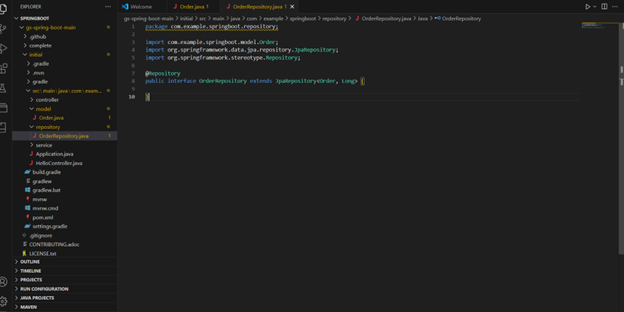 EXPLORER
SPRINGBOOT
gs-spring-boot-main
.github
complete
initial
.gradle
.mvn
gradle
src\main\java\com\exam...
controller
model
Order.java 1
repository
OrderRepository.java 1
service
Application.java
HelloController.java
build.gradle
gradlew
gradlew.bat
mvnw
mvnw.cmd
pom.xml
settings.gradle
.gitignore
CONTRIBUTING.adoc
LICENSE.txt
OUTLINE
TIMELINE
PROJECTS
RUN CONFIGURATION
JAVA PROJECTS
MAVEN
Welcome
Order.java 1
OrderRepository.java 1
gs-spring-boot-main > initial > src > main > java > com > example > springboot > repository > OrderRepository.java > Java > OrderRepository
1 package com.example.springboot.repository;
2
3 import com.example.springboot.model.Order;
4 import org.springframework.data.jpa.repository.JpaRepository;
5 import org.springframework.stereotype.Repository;
6
7 @Repository
8 public interface OrderRepository extends JpaRepository<Order, Long> {
9
10 }